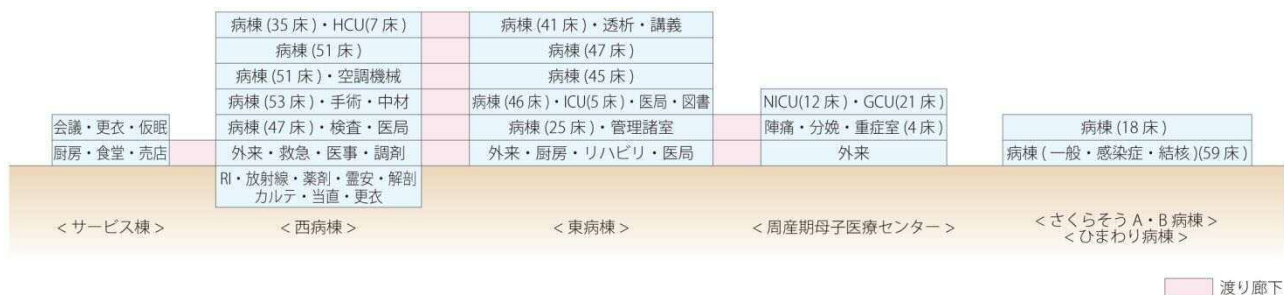 病棟 (35 床 )・HCU(7 床 )
病棟 (41 床 )・透析・講義
病棟 (51 床 )
病棟 (47 床 )
病棟 (51 床 )・空調機械
病棟 (45 床 )
病棟 (53 床 )・手術・中材
病棟 (46 床 )・ICU(5 床 )・医局・図書
NICU(12 床 )・GCU(21 床 )
会議・更衣・仮眠
病棟 (47 床 )・検査・医局
病棟 (25 床 )・管理諸室
陣痛・分娩・重症室 (4 床 )
病棟 (18 床 )
厨房・食堂・売店
外来・救急・医事・調剤
外来・厨房・リハビリ・医局
外来
病棟 ( 一般・感染症・結核 )(59 床 )
RI・放射線・薬剤・霊安・解剖
カルテ・当直・更衣
< サービス棟 >
< 西病棟 >
< 東病棟 >
< 周産期母子医療センター >
< さくらそう A・B 病棟 >
< ひまわり病棟 >
渡り廊下